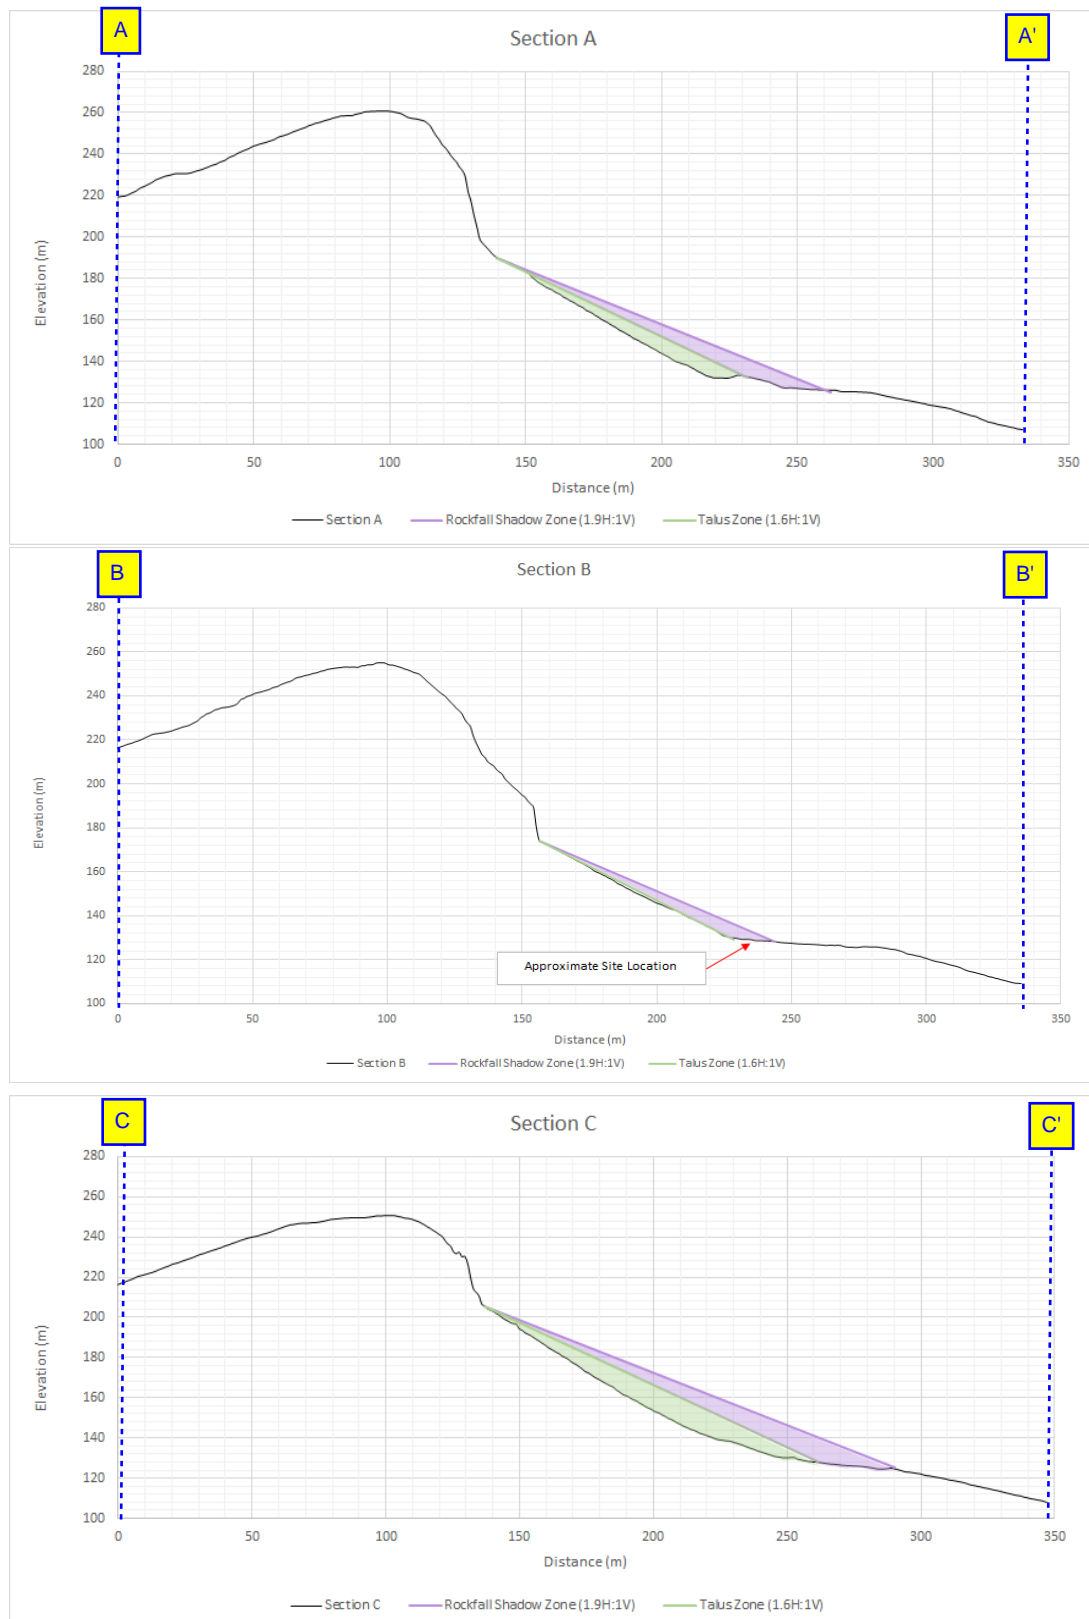 A
Section A
A'
280
260
240
220
200
180
160
140
120
100
Elevation (m)
0 50 100 150 200 250 300 350
Distance (m)
Section A Rockfall Shadow Zone (1.9H:1V) Talus Zone (1.6H:1V)
B
Section B
B'
280
260
240
220
200
180
160
140
120
100
Elevation (m)
Approximate Site Location
0 50 100 150 200 250 300 350
Distance (m)
Section B Rockfall Shadow Zone (1.9H:1V) Talus Zone (1.6H:1V)
C
Section C
C'
280
260
240
220
200
180
160
140
120
100
Elevation (m)
0 50 100 150 200 250 300 350
Distance (m)
Section C Rockfall Shadow Zone (1.9H:1V) Talus Zone (1.6H:1V)